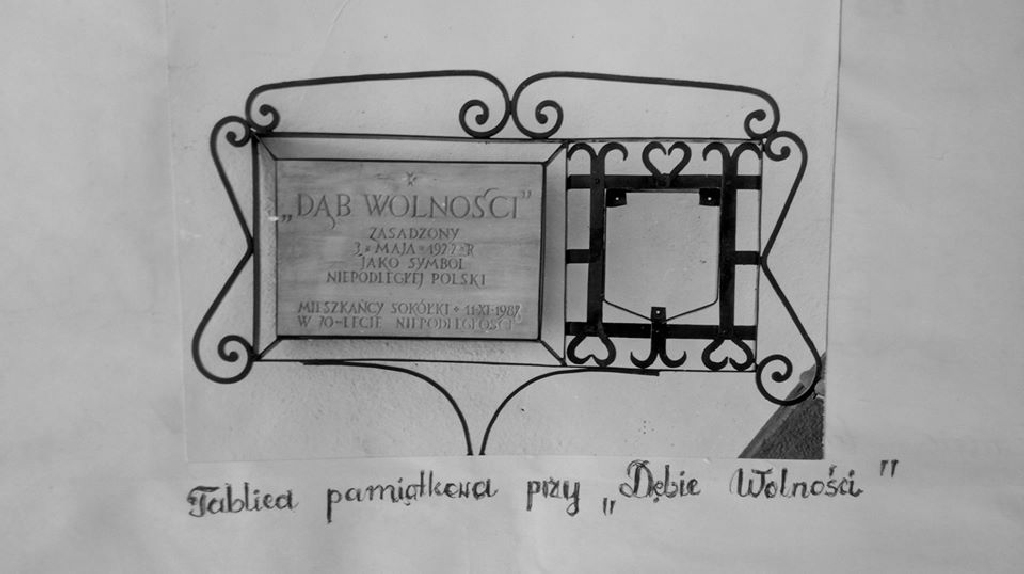 „DĄB WOLNOŚCI”
ZASADZONY
3 MAJA R
JAKO SYMBOL
NIEPODLEGŁEJ POLSKI
MIESZKAŃCY SOKÓŁKI 11·XI·1987
W 70-LECIE NIEPODLEGŁOŚCI
Tablica pamiątkowa przy „Dębie Wolności”